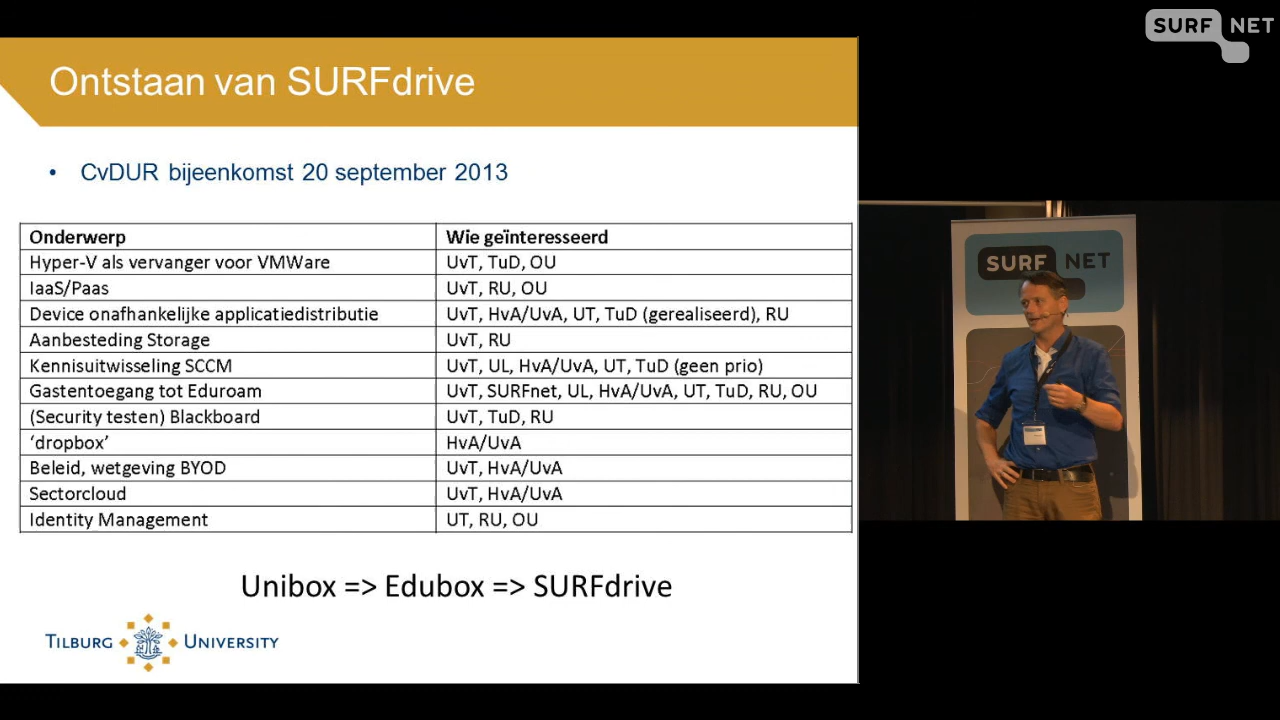 SURF NET
Ontstaan van SURFdrive
• CvDUR bijeenkomst 20 september 2013
Onderwerp Wie geïnteresseerd
Hyper-V als vervanger voor VMWare UvT, TuD, OU
IaaS/Paas UvT, RU, OU
Device onafhankelijke applicatiedistributie UvT, HvA/UvA, UT, TuD (gerealiseerd), RU
Aanbesteding Storage UvT, RU
Kennisuitwisseling SCCM UvT, UL, HvA/UvA, UT, TuD (geen prio)
Gastentoegang tot Eduroam UvT, SURFnet, UL, HvA/UvA, UT, TuD, RU, OU
(Security testen) Blackboard UvT, TuD, RU
‘dropbox’ HvA/UvA
Beleid, wetgeving BYOD UvT, HvA/UvA
Sectorcloud UvT, HvA/UvA
Identity Management UT, RU, OU
Unibox => Edubox => SURFdrive
TILBURG UNIVERSITY
SURF NET